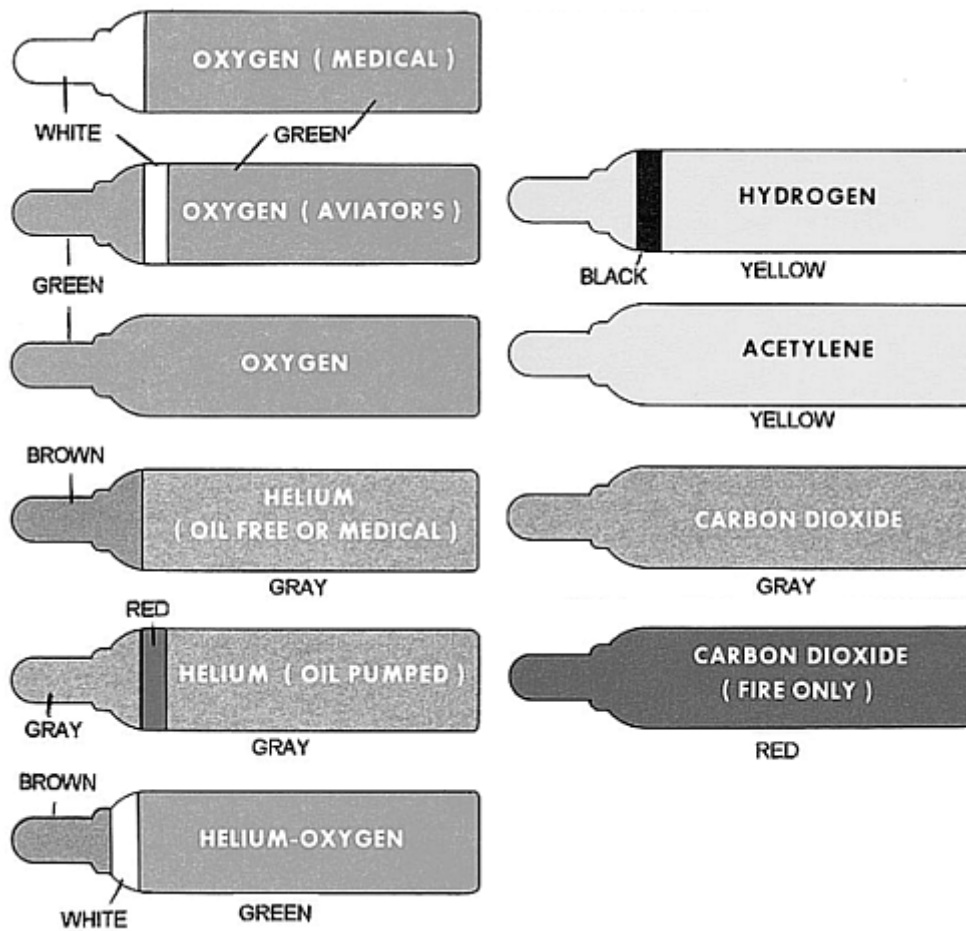 OXYGEN ( MEDICAL )
WHITE
GREEN
OXYGEN ( AVIATOR'S )
GREEN
OXYGEN
BROWN
HELIUM
( OIL FREE OR MEDICAL )
GRAY
RED
HELIUM ( OIL PUMPED )
GRAY
GRAY
BROWN
HELIUM-OXYGEN
WHITE
GREEN
HYDROGEN
BLACK
YELLOW
ACETYLENE
YELLOW
CARBON DIOXIDE
GRAY
CARBON DIOXIDE
( FIRE ONLY )
RED